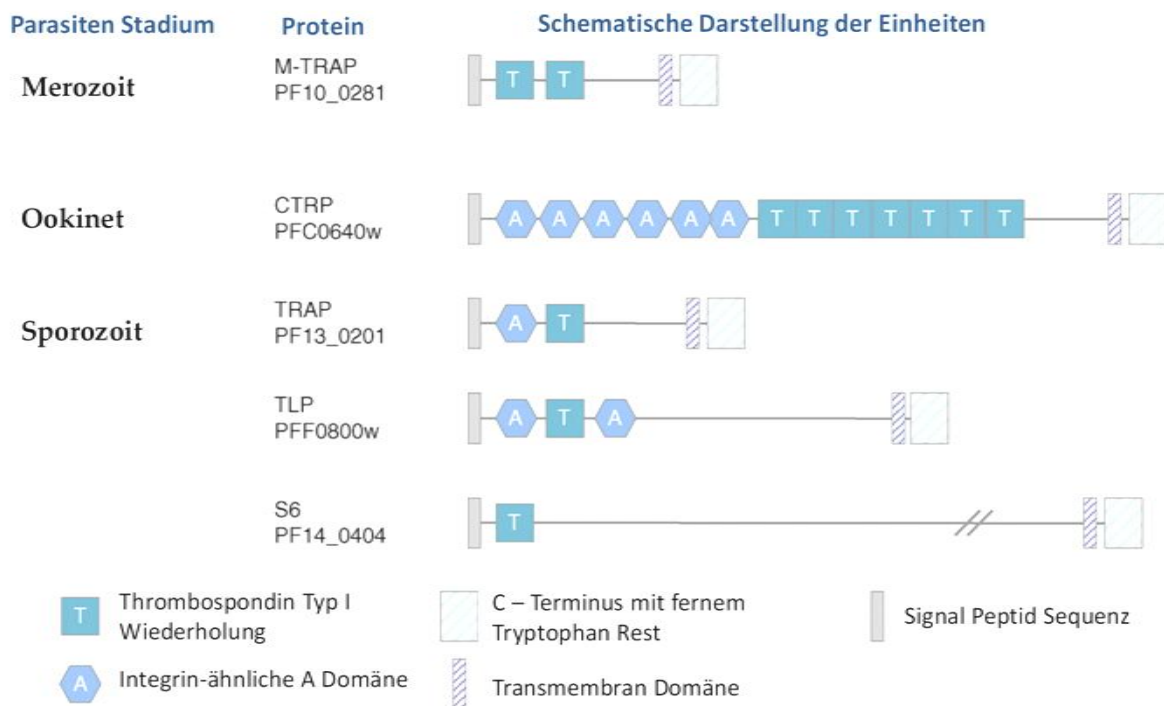 Parasiten Stadium Protein Schematische Darstellung der Einheiten
Merozoit
M-TRAP
PF10_0281
T T
Ookinet
CTRP
PFC0640w
A A A A A A T T T T T T T
Sporozoit
TRAP
PF13_0201
A T
TLP
PFF0800w
A T A
S6
PF14_0404
T
T Thrombospondin Typ I
Wiederholung
C – Terminus mit fernem
Tryptophan Rest
Signal Peptid Sequenz
A Integrin-ähnliche A Domäne
Transmembran Domäne